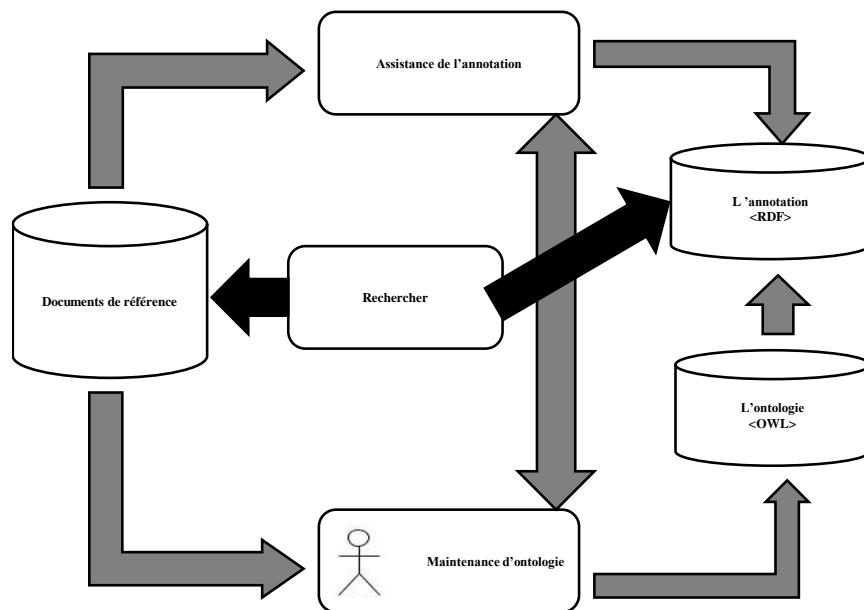 Assistance de l’annotation
L ’annotation
<RDF>
Documents de référence
Rechercher
L’ontologie
<OWL>
Maintenance d’ontologie